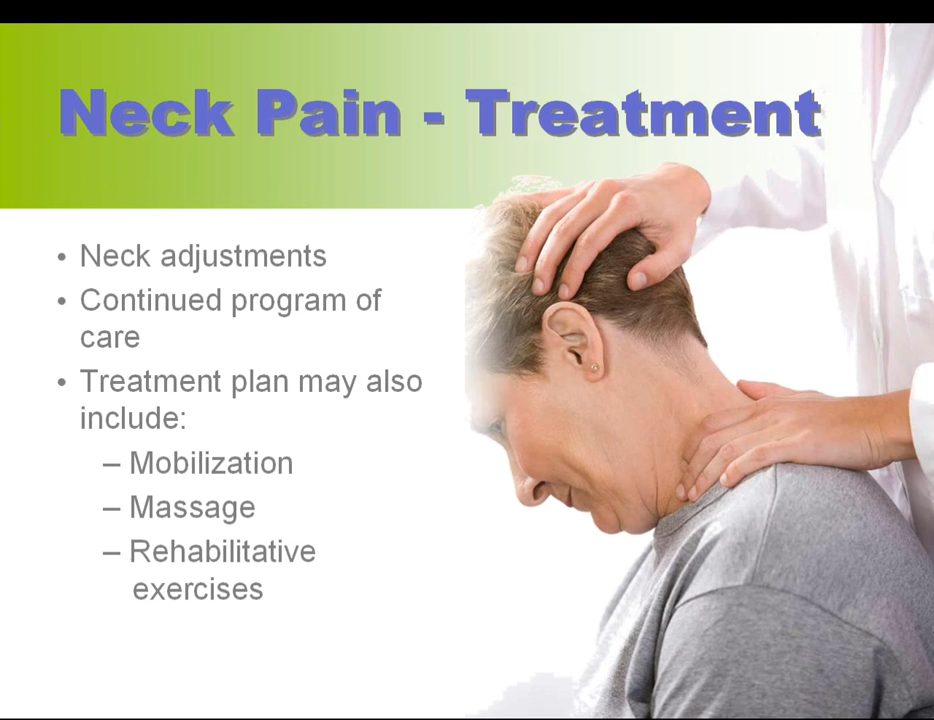 Neck Pain - Treatment
• Neck adjustments
• Continued program of
care
• Treatment plan may also
include:
– Mobilization
– Massage
– Rehabilitative
exercises